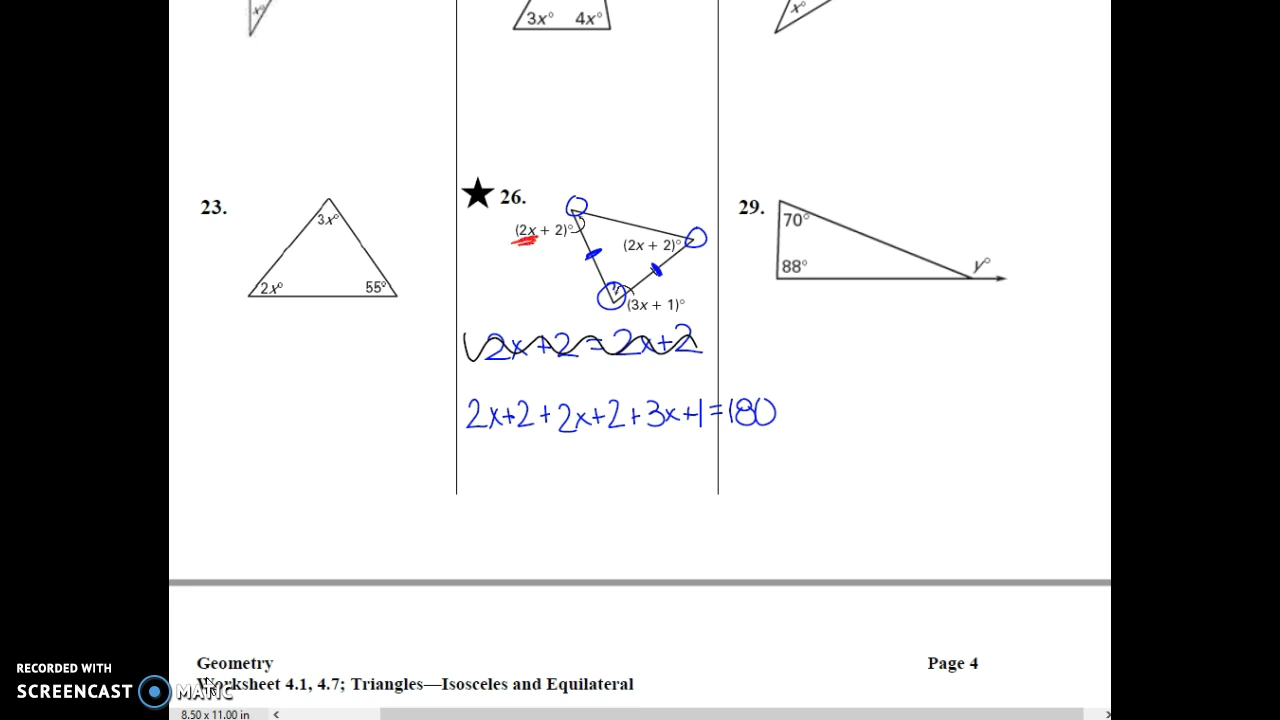 x°
3x° 4x°
x°
23.
3x°
2x° 55°
26.
(2x + 2)°
(2x + 2)°
(3x + 1)°
2x+2=2x+2
2x+2+2x+2+3x+1=180
29.
70°
88° y°
Geometry Page 4
Worksheet 4.1, 4.7; Triangles—Isosceles and Equilateral
RECORDED WITH
SCREENCAST MATIC
8.50 x 11.00 in